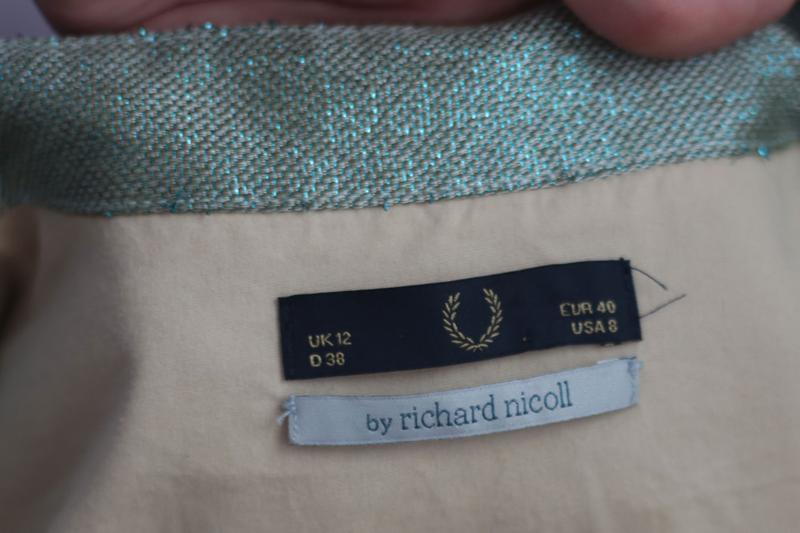 UK 12
D 38
EUR 40
USA 8
by richard nicoll